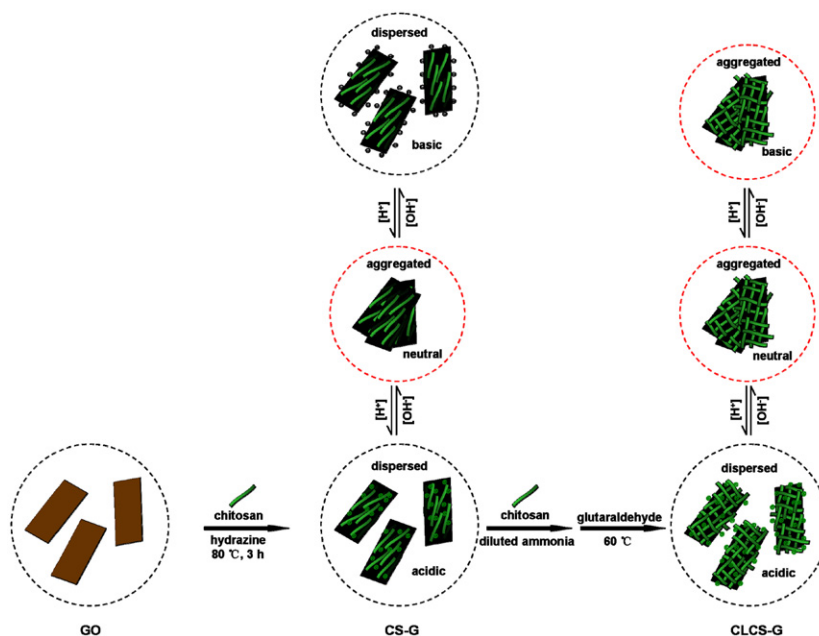 dispersed
basic
aggregated
basic
[H⁺]
[OH⁻]
[H⁺]
[OH⁻]
aggregated
neutral
aggregated
neutral
[H⁺]
[OH⁻]
[H⁺]
[OH⁻]
dispersed
acidic
dispersed
acidic
chitosan
hydrazine
80 ℃, 3 h
chitosan
diluted ammonia
glutaraldehyde
60 ℃
GO
CS-G
CLCS-G